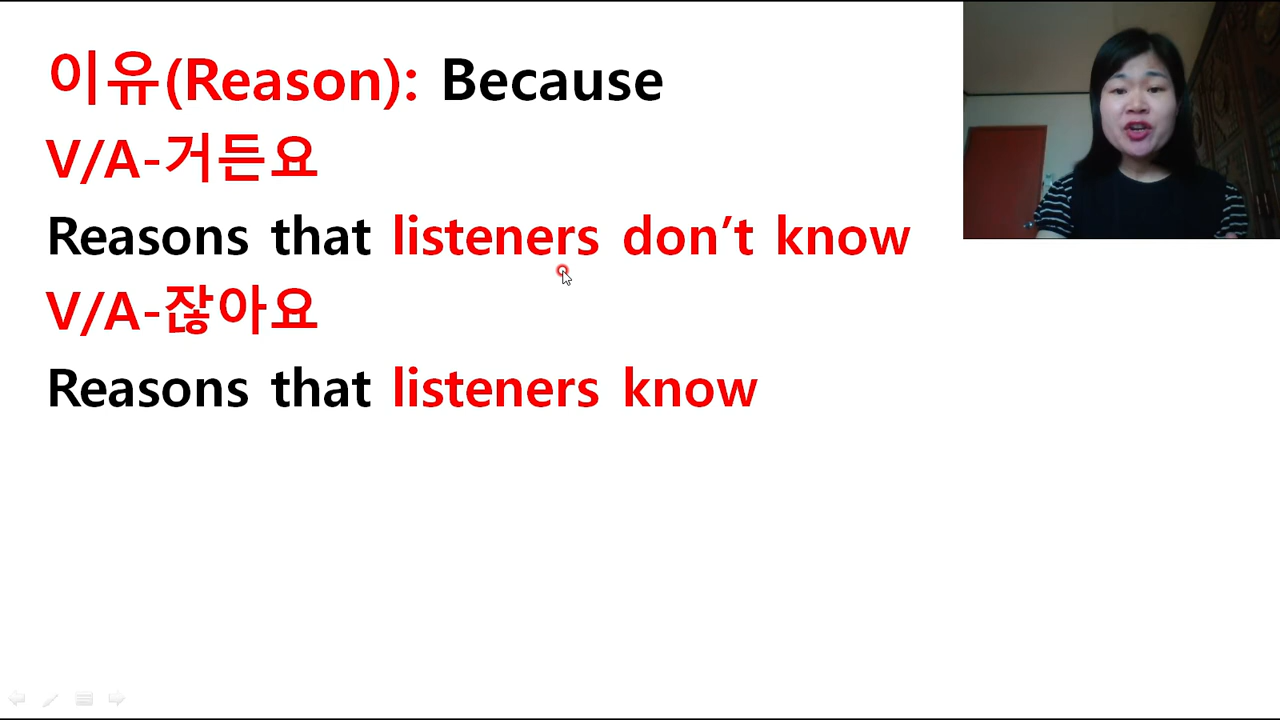 이유(Reason): Because
V/A-거든요
Reasons that listeners don’t know
V/A-잖아요
Reasons that listeners know